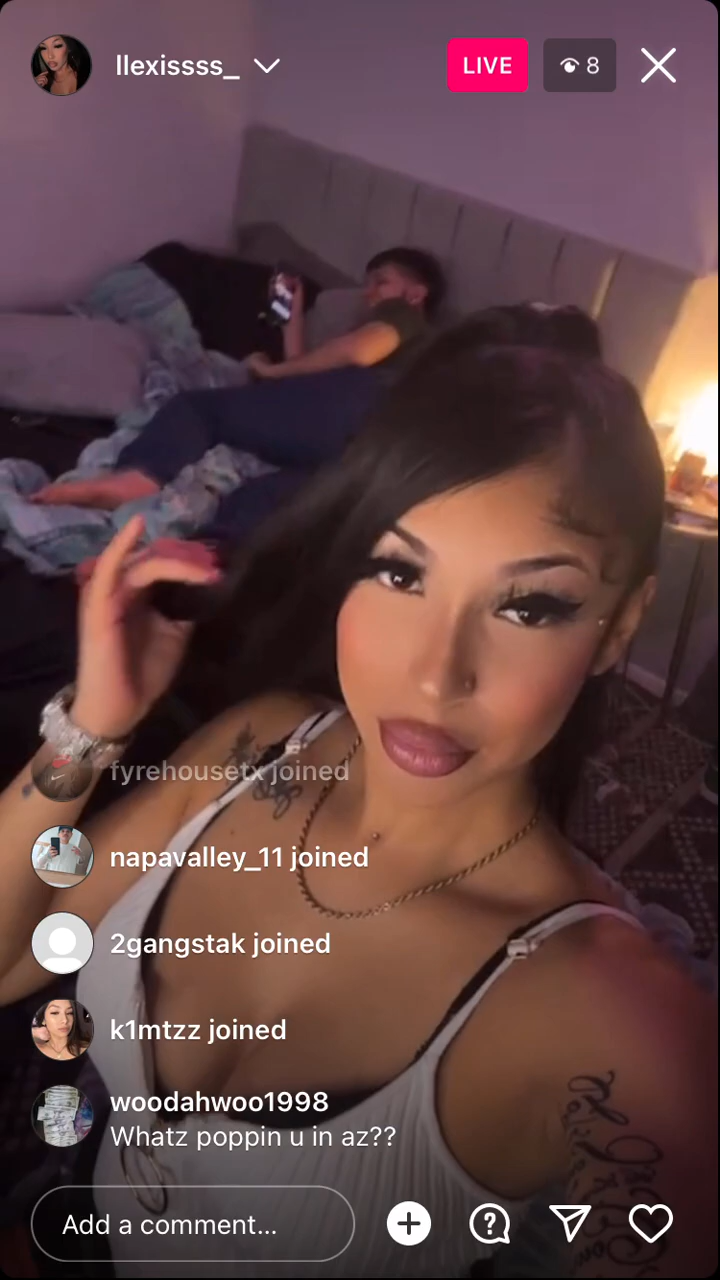 llexissss_
LIVE
8
fyrehousetx joined
napavalley_11 joined
2gangstak joined
k1mtzz joined
woodahwoo1998
Whatz poppin u in az??
Add a comment...